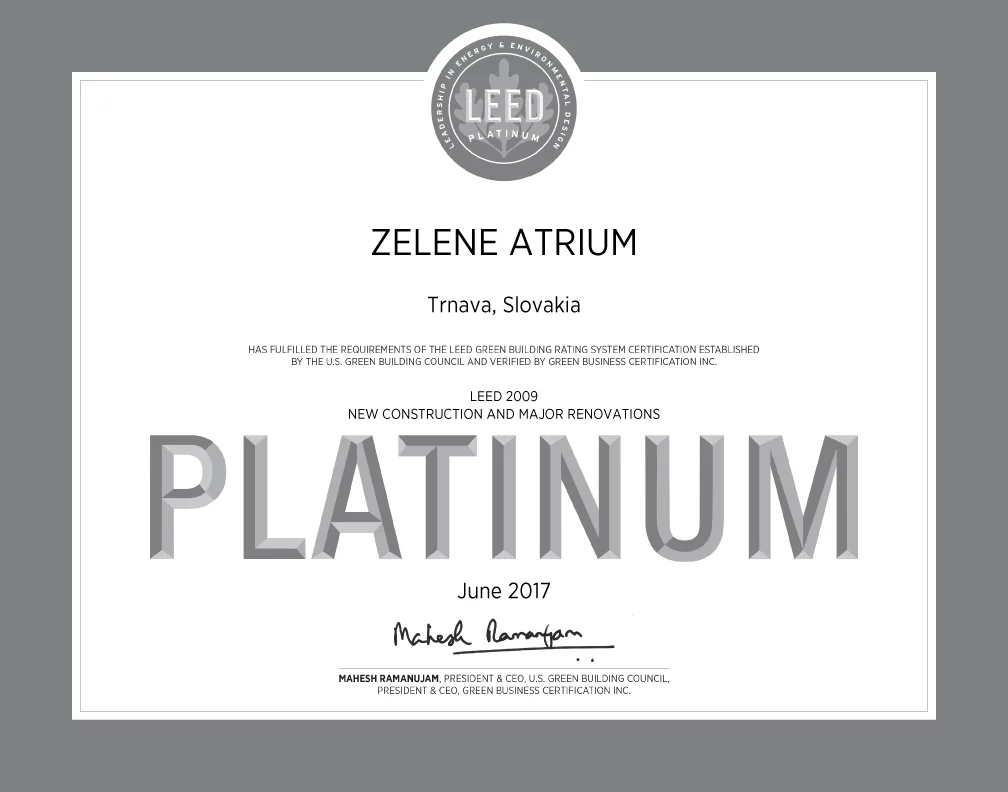 LEADERSHIP IN ENERGY & ENVIRONMENTAL DESIGN
LEED
PLATINUM
ZELENE ATRIUM
Trnava, Slovakia
HAS FULFILLED THE REQUIREMENTS OF THE LEED GREEN BUILDING RATING SYSTEM CERTIFICATION ESTABLISHED
BY THE U.S. GREEN BUILDING COUNCIL AND VERIFIED BY GREEN BUSINESS CERTIFICATION INC.
LEED 2009
NEW CONSTRUCTION AND MAJOR RENOVATIONS
PLATINUM
June 2017
Mahesh Ramanujam
MAHESH RAMANUJAM, PRESIDENT & CEO, U.S. GREEN BUILDING COUNCIL,
PRESIDENT & CEO, GREEN BUSINESS CERTIFICATION INC.